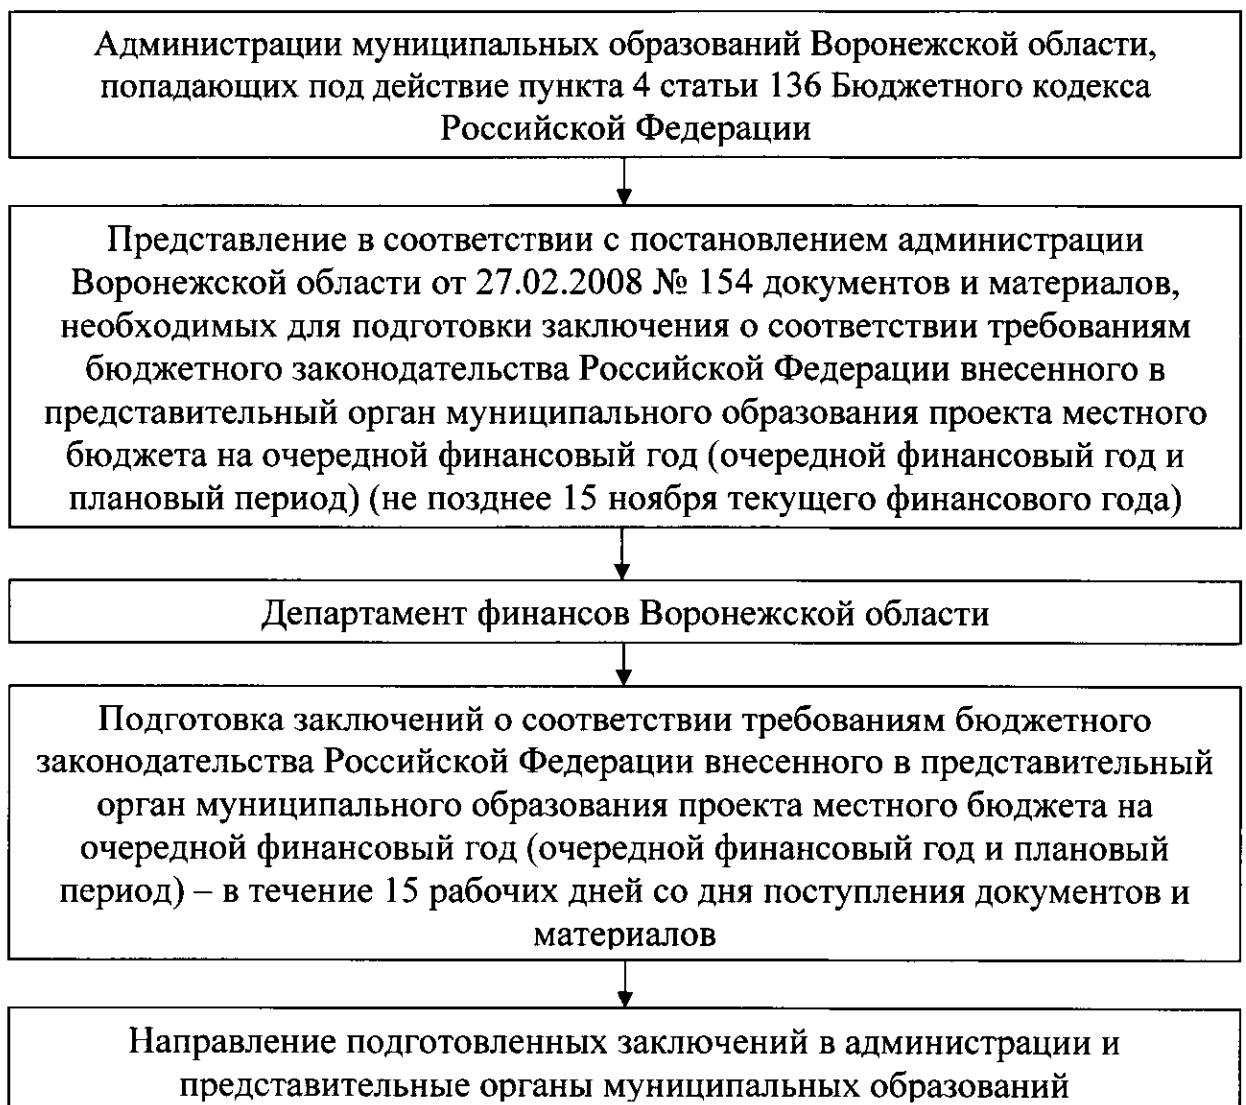 Администрации муниципальных образований Воронежской области,
попадающих под действие пункта 4 статьи 136 Бюджетного кодекса
Российской Федерации
Представление в соответствии с постановлением администрации
Воронежской области от 27.02.2008 № 154 документов и материалов,
необходимых для подготовки заключения о соответствии требованиям
бюджетного законодательства Российской Федерации внесенного в
представительный орган муниципального образования проекта местного
бюджета на очередной финансовый год (очередной финансовый год и
плановый период) (не позднее 15 ноября текущего финансового года)
Департамент финансов Воронежской области
Подготовка заключений о соответствии требованиям бюджетного
законодательства Российской Федерации внесенного в представительный
орган муниципального образования проекта местного бюджета на
очередной финансовый год (очередной финансовый год и плановый
период) – в течение 15 рабочих дней со дня поступления документов и
материалов
Направление подготовленных заключений в администрации и
представительные органы муниципальных образований